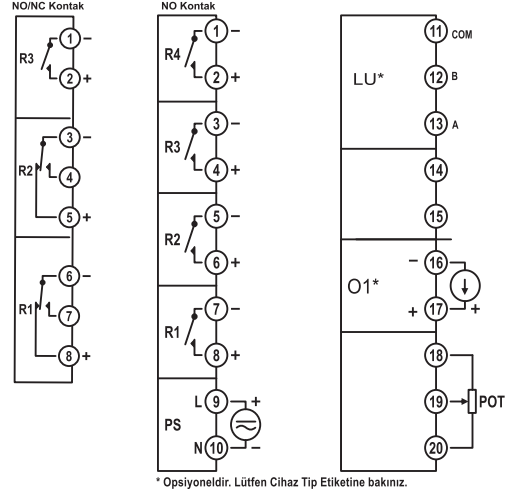 NO/NC Kontak
R3
1 −
2 +
3 −
R2
4
5 +
6 −
R1
7
8 +
NO Kontak
1 −
R4
2 +
3 −
R3
4 +
5 −
R2
6 +
7 −
R1
8 +
L 9 +
PS
N 10 −
11 COM
LU* 12 B
13 A
14
15
− 16
O1*
+ 17 +
18
19 POT
20
* Opsiyoneldir. Lütfen Cihaz Tip Etiketine bakınız.